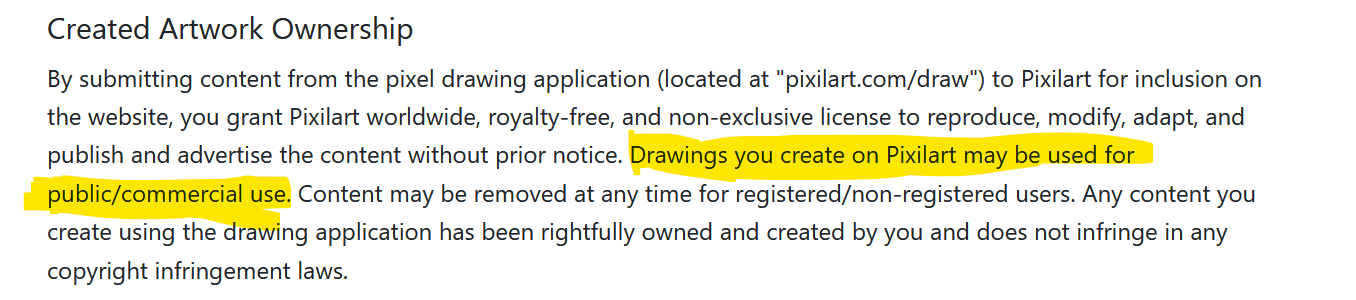 Created Artwork Ownership
By submitting content from the pixel drawing application (located at "pixilart.com/draw") to Pixilart for inclusion on
the website, you grant Pixilart worldwide, royalty-free, and non-exclusive license to reproduce, modify, adapt, and
publish and advertise the content without prior notice. Drawings you create on Pixilart may be used for
public/commercial use. Content may be removed at any time for registered/non-registered users. Any content you
create using the drawing application has been rightfully owned and created by you and does not infringe in any
copyright infringement laws.